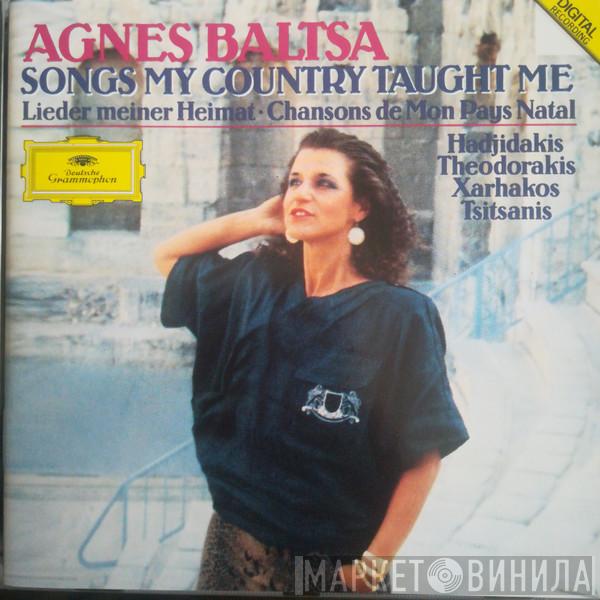 DIGITAL
RECORDING
AGNES BALTSA
SONGS MY COUNTRY TAUGHT ME
Lieder meiner Heimat · Chansons de Mon Pays Natal
Deutsche
Grammophon
Hadjidakis
Theodorakis
Xarhakos
Tsitsanis
МАРКЕТ ВИНИЛА